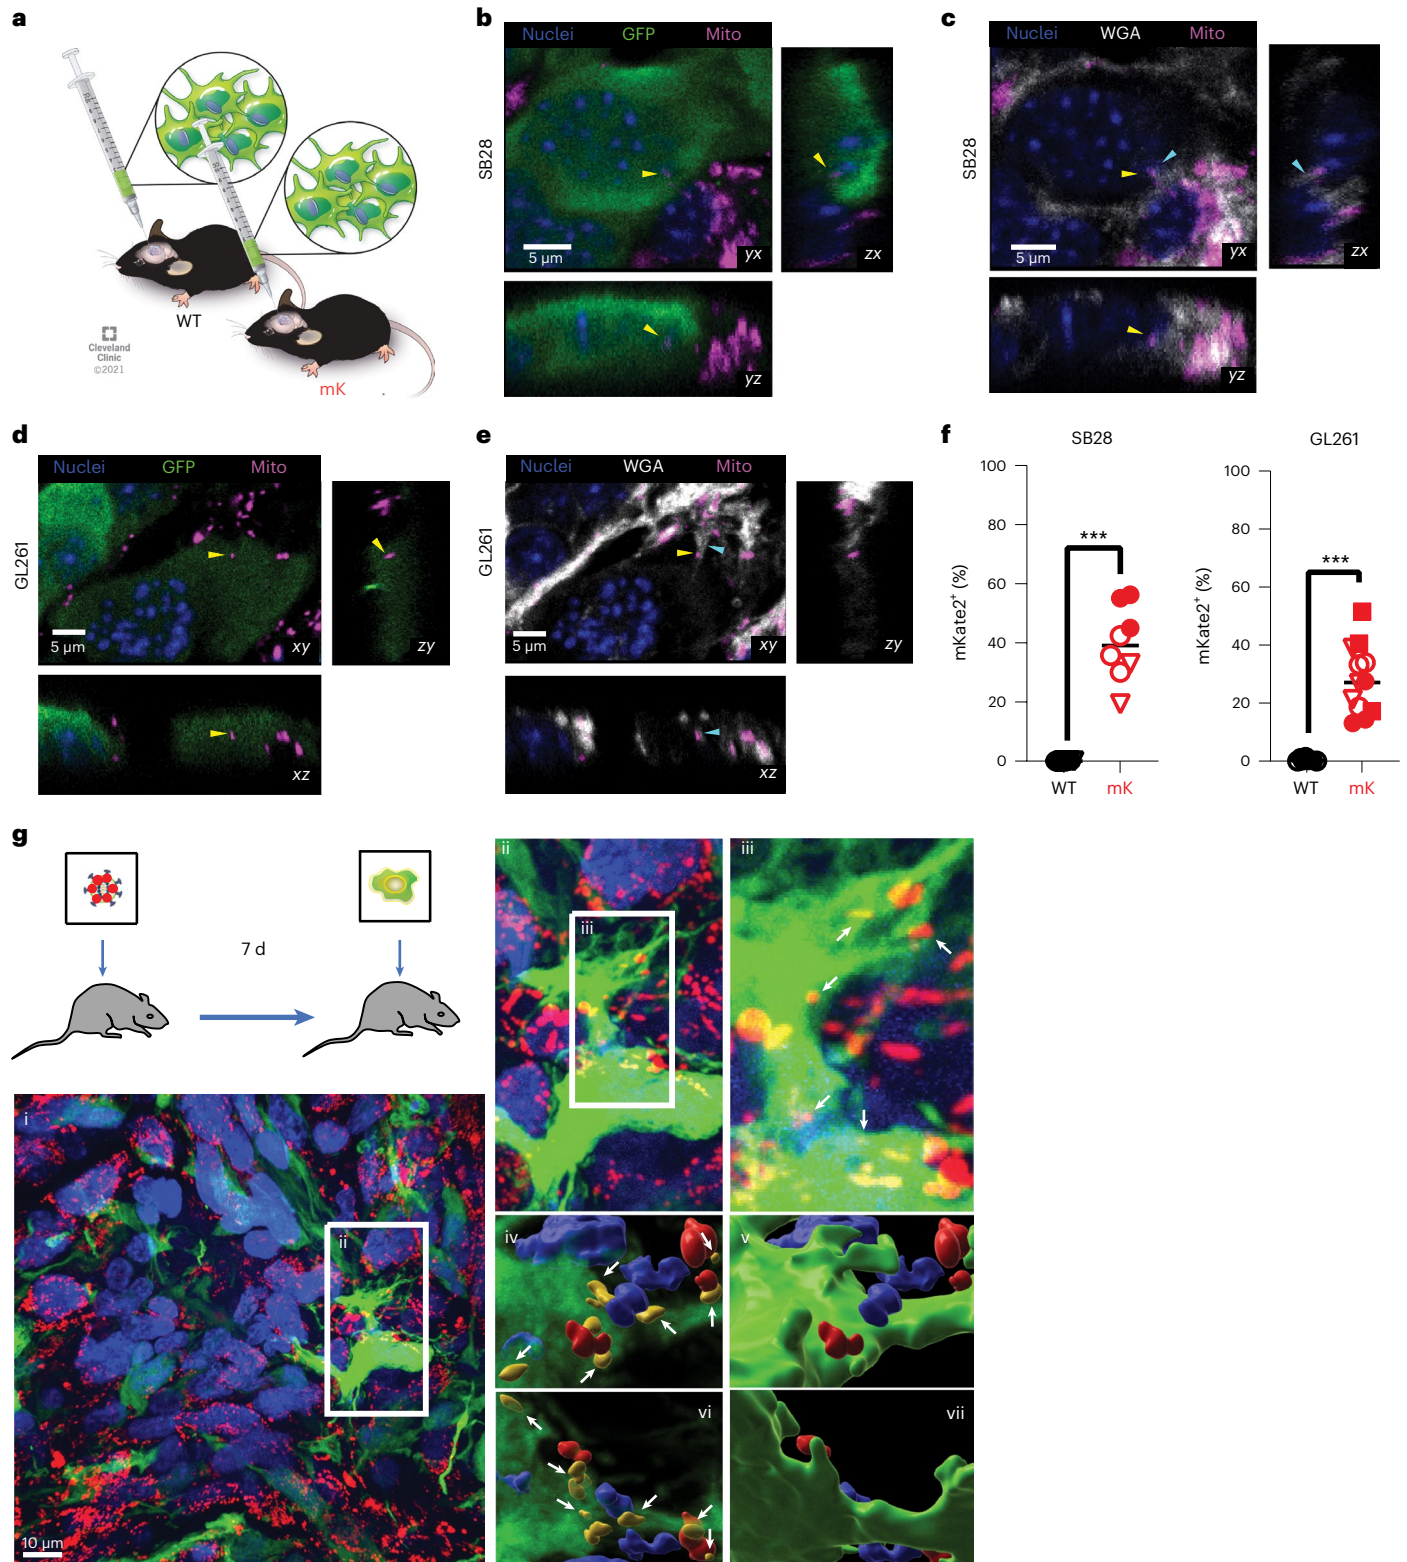 a
WT
Cleveland
Clinic
©2021
mK
b
Nuclei GFP Mito
SB28
5 μm
yx
zx
yz
c
Nuclei WGA Mito
SB28
5 μm
yx
zx
yz
d
Nuclei GFP Mito
GL261
5 μm
xy
zy
xz
e
Nuclei WGA Mito
GL261
5 μm
xy
zy
xz
f
SB28
mKate2+ (%)
100
80
60
40
20
0
***
WT mK
GL261
mKate2+ (%)
100
80
60
40
20
0
***
WT mK
g
7 d
i
ii
10 μm
ii
iii
iii
iv
v
vi
vii